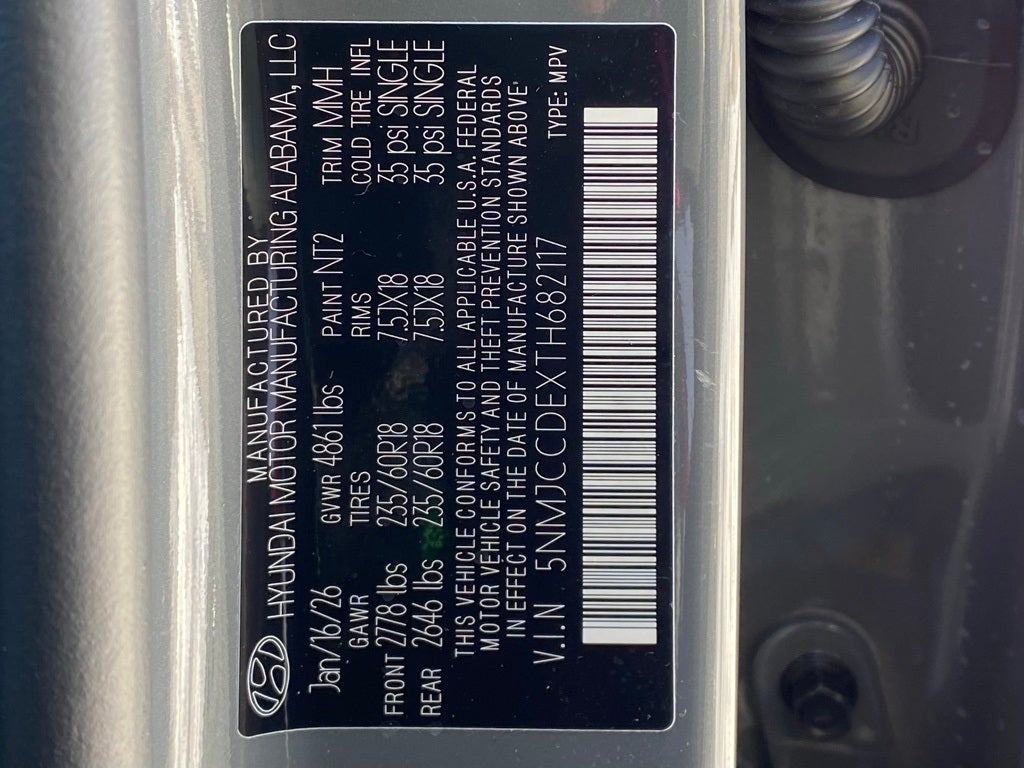 MANUFACTURED BY
HYUNDAI MOTOR MANUFACTURING ALABAMA, LLC
Jan/16/26 GVWR 4861 lbs PAINT NT2 TRIM MMH
GAWR TIRES RIMS COLD TIRE INFL
FRONT 2778 lbs 235/60R18 7.5JX18 35 psi SINGLE
REAR 2646 lbs 235/60R18 7.5JX18 35 psi SINGLE
THIS VEHICLE CONFORMS TO ALL APPLICABLE U.S.A. FEDERAL
MOTOR VEHICLE SAFETY AND THEFT PREVENTION STANDARDS
IN EFFECT ON THE DATE OF MANUFACTURE SHOWN ABOVE
V.I.N 5NMJCCDEXTH682117 TYPE: MPV